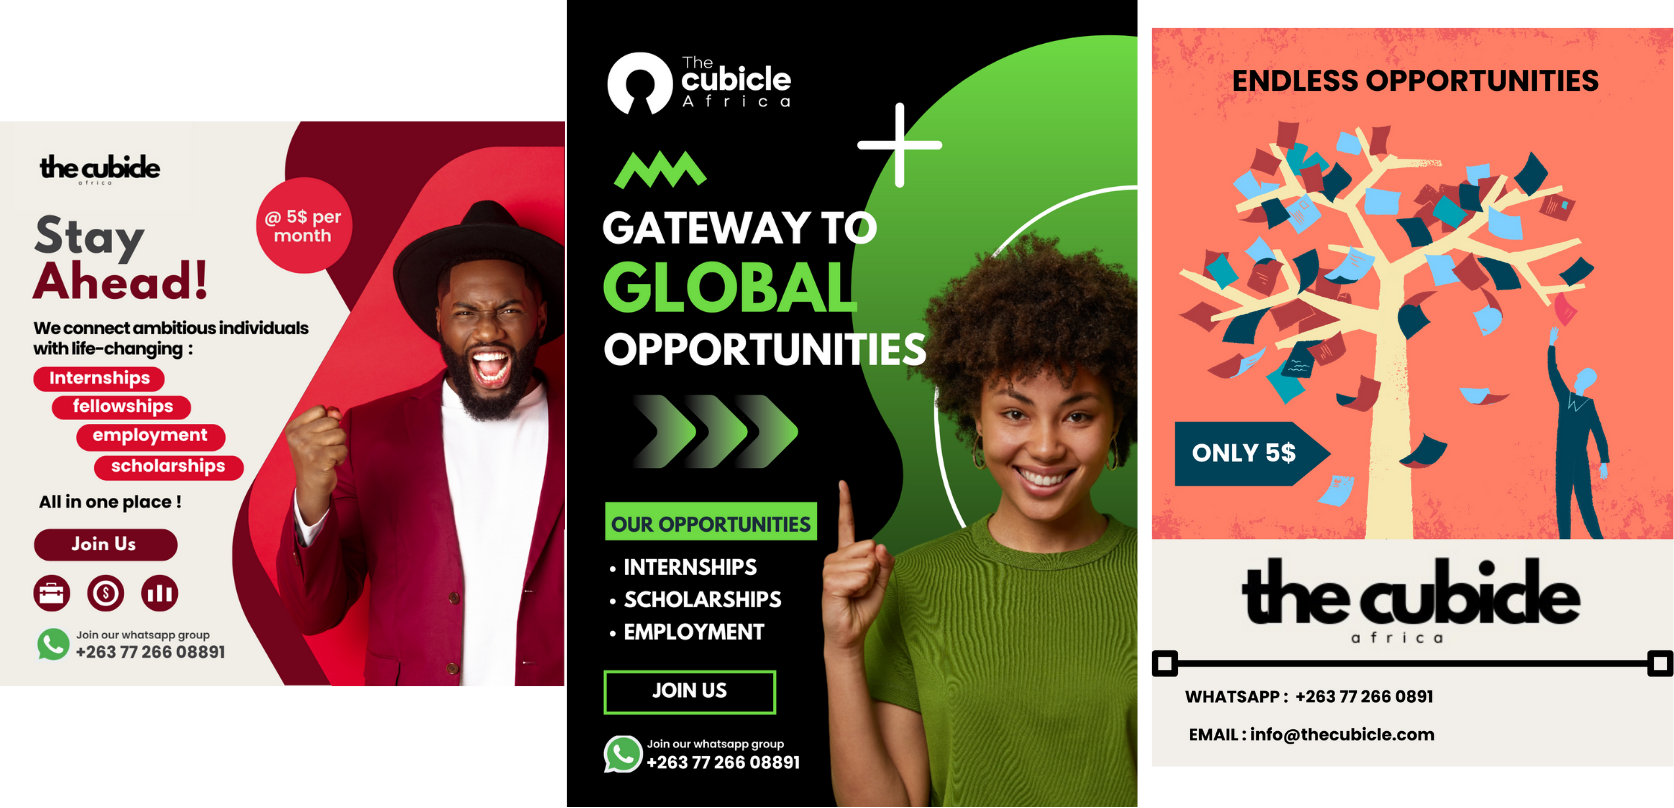 the cubicle
africa
Stay
Ahead!
@ 5$ per
month
We connect ambitious individuals
with life-changing :
Internships
fellowships
employment
scholarships
All in one place !
Join Us
Join our whatsapp group
+263 77 266 08891
The
cubicle
Africa
GATEWAY TO
GLOBAL
OPPORTUNITIES
OUR OPPORTUNITIES
• INTERNSHIPS
• SCHOLARSHIPS
• EMPLOYMENT
JOIN US
Join our whatsapp group
+263 77 266 08891
ENDLESS OPPORTUNITIES
ONLY 5$
the cubicle
africa
WHATSAPP : +263 77 266 0891
EMAIL : info@thecubicle.com